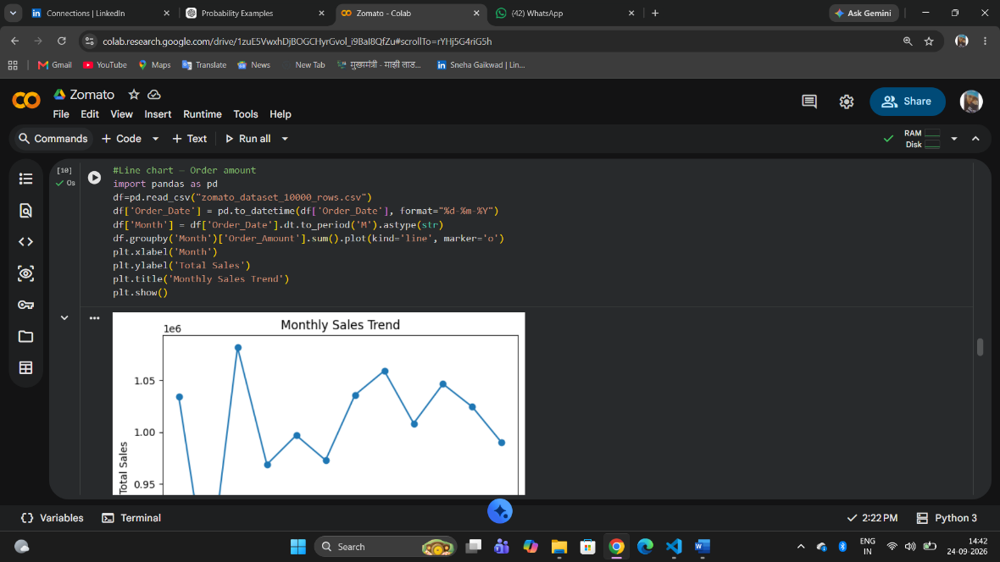 Connections | LinkedIn
Probability Examples
Zomato - Colab
(42) WhatsApp
Ask Gemini
colab.research.google.com/drive/1zuE5VwxhDjBOGCHyrGvol_i9BaI8QfZu#scrollTo=rYHj5G4riG5h
Gmail
YouTube
Maps
Translate
News
New Tab
मुख्यमंत्री - माझी लाड...
Sneha Gaikwad | Lin...
Zomato
File Edit View Insert Runtime Tools Help
Share
Commands + Code + Text Run all
RAM
Disk
[10]
0s
#Line chart – Order amount
import pandas as pd
df=pd.read_csv("zomato_dataset_10000_rows.csv")
df['Order_Date'] = pd.to_datetime(df['Order_Date'], format="%d-%m-%Y")
df['Month'] = df['Order_Date'].dt.to_period('M').astype(str)
df.groupby('Month')['Order_Amount'].sum().plot(kind='line', marker='o')
plt.xlabel('Month')
plt.ylabel('Total Sales')
plt.title('Monthly Sales Trend')
plt.show()
Monthly Sales Trend
1e6
1.05
1.00
0.95
Total Sales
Variables
Terminal
2:22 PM
Python 3
Search
ENG
IN
14:42
24-09-2026